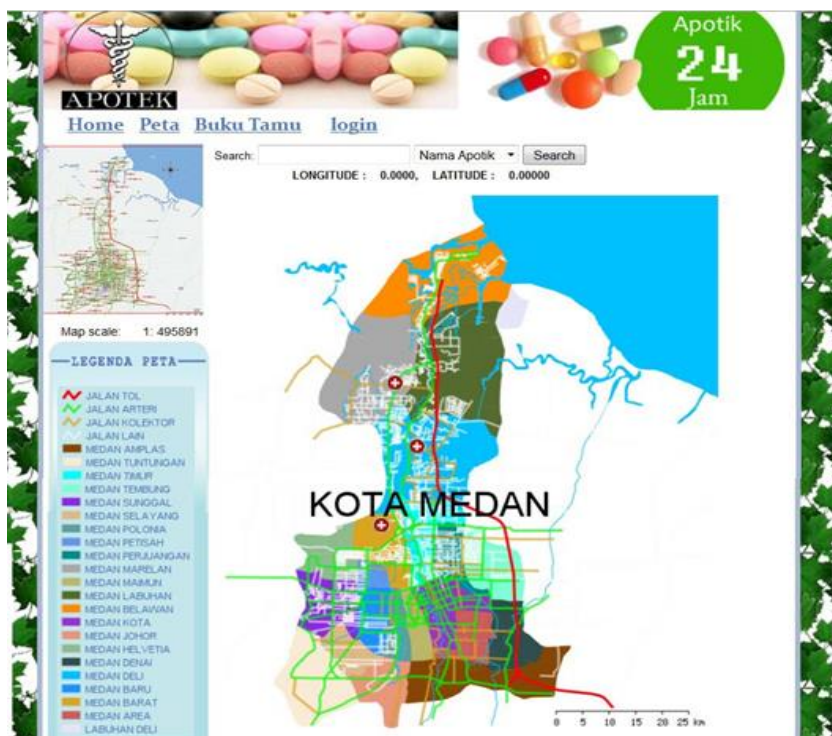 Apotik
24
Jam
APOTEK
Home Peta Buku Tamu login
Search: Nama Apotik Search
LONGITUDE : 0.0000, LATITUDE : 0.00000
Map scale: 1: 495891
LEGENDA PETA
JALAN TOL
JALAN ARTERI
JALAN KOLEKTOR
JALAN LAIN
MEDAN AMPLAS
MEDAN TUNTUNGAN
MEDAN TIMUR
MEDAN TEMBUNG
MEDAN SUNGGAL
MEDAN SELAYANG
MEDAN POLONIA
MEDAN PETISAH
MEDAN PERJUANGAN
MEDAN MARELAN
MEDAN MAIMUN
MEDAN LABUHAN
MEDAN BELAWAN
MEDAN KOTA
MEDAN JOHOR
MEDAN HELVETIA
MEDAN DENAI
MEDAN DELI
MEDAN BARU
MEDAN BARAT
MEDAN AREA
LABUHAN DELI
KOTA MEDAN
0 5 10 15 20 25 km